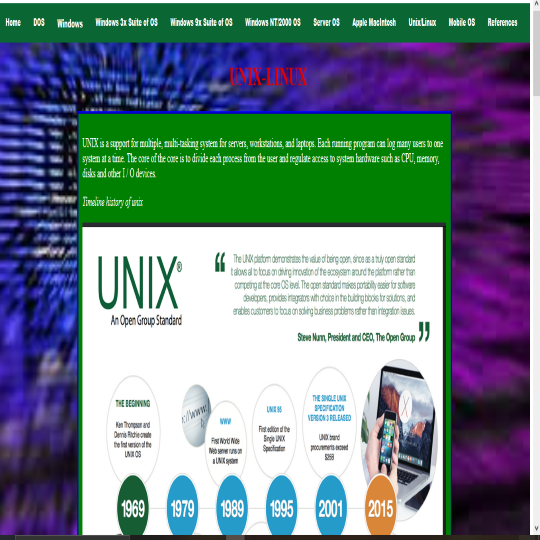 Home DOS Windows Windows 3x Suite of OS Windows 9x Suite of OS Windows NT/2000 OS Server OS Apple MacIntosh Unix/Linux Mobile OS References
UNIX-LINUX
UNIX is a support for multiple, multi-tasking system for servers, workstations, and laptops. Each running program can log many users to one
system at a time. The core of the core is to divide each process from the user and regulate access to system hardware such as CPU, memory,
disks and other I / O devices.
Timeline history of unix
UNIX®
An Open Group Standard
“ The UNIX platform demonstrates the value of being open, since as a truly open standard
it allows all to focus on driving innovation of the ecosystem around the platform rather than
competing at the core OS level. The open standard makes portability easier for software
developers, provides integrators with choice in the building blocks for solutions, and
enables customers to focus on solving business problems rather than integration issues.
Steve Nunn, President and CEO, The Open Group ”
THE BEGINNING
Ken Thompson and
Dennis Ritchie create
the first version of the
UNIX OS
s://www.
WWW
First World Wide
Web server runs on
a UNIX system
UNIX 95
First edition of the
Single UNIX
Specification
THE SINGLE UNIX
SPECIFICATION
VERSION 3 RELEASED
UNIX brand
procurements exceed
$25B
X
1969 1979 1989 1995 2001 2015